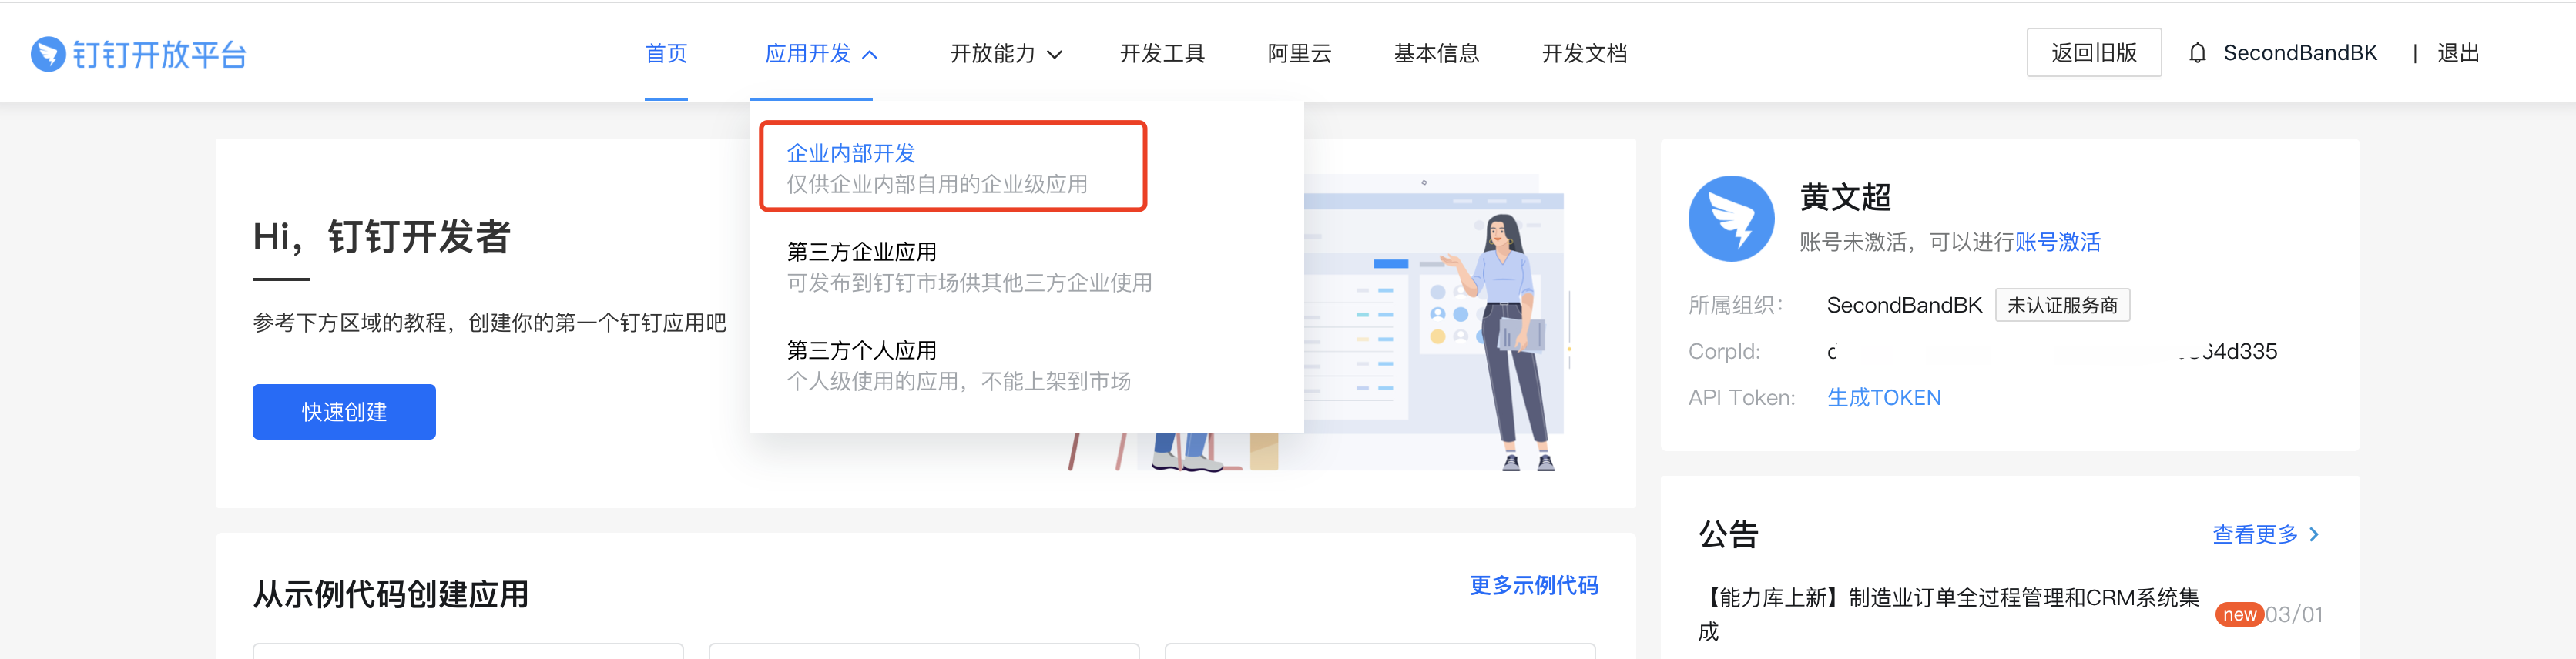 钉钉开放平台
首页
应用开发
开放能力
开发工具
阿里云
基本信息
开发文档
返回旧版
SecondBandBK
|
退出
企业内部开发
仅供企业内部自用的企业级应用
第三方企业应用
可发布到钉钉市场供其他三方企业使用
第三方个人应用
个人级使用的应用，不能上架到市场
Hi，钉钉开发者
参考下方区域的教程，创建你的第一个钉钉应用吧
快速创建
黄文超
账号未激活，可以进行账号激活
所属组织： SecondBandBK 未认证服务商
CorpId: 64d335
API Token: 生成TOKEN
从示例代码创建应用
更多示例代码
公告
查看更多
【能力库上新】制造业订单全过程管理和CRM系统集
成
new 03/01